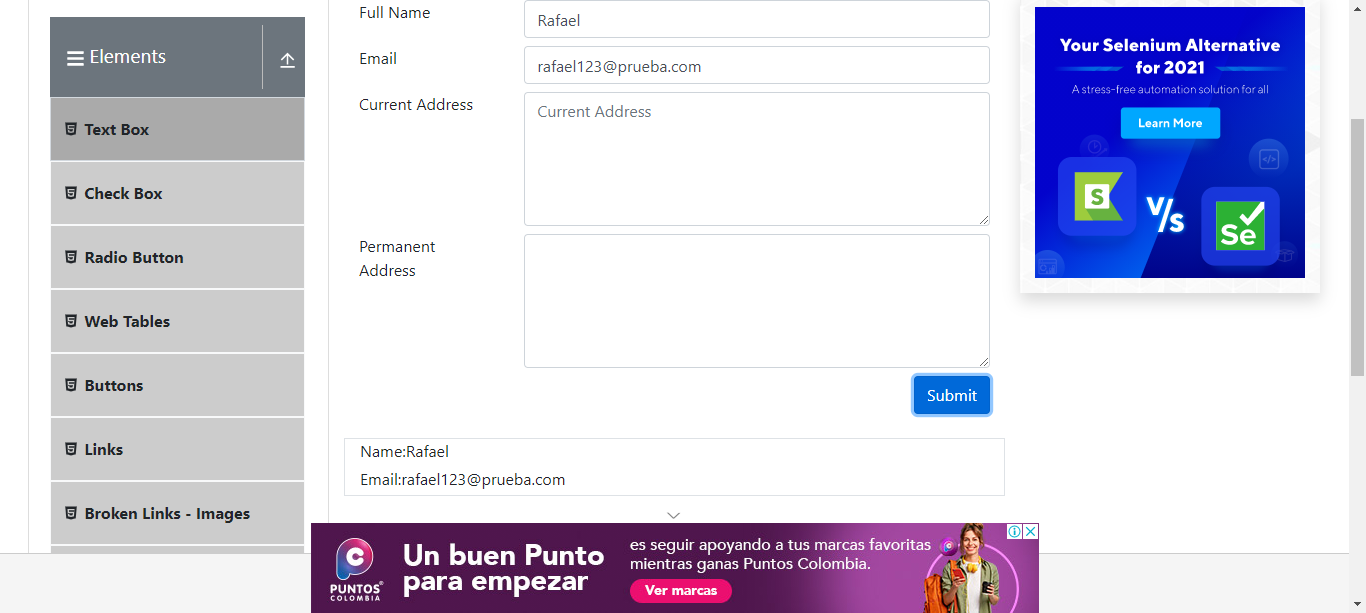 Elements
Text Box
Check Box
Radio Button
Web Tables
Buttons
Links
Broken Links - Images
Full Name
Rafael
Email
rafael123@prueba.com
Current Address
Current Address
Permanent
Address
Submit
Name:Rafael
Email:rafael123@prueba.com
Your Selenium Alternative
for 2021
A stress-free automation solution for all
Learn More
S
V/s
Se
PUNTOS
COLOMBIA
Un buen Punto
para empezar
es seguir apoyando a tus marcas favoritas
mientras ganas Puntos Colombia.
Ver marcas